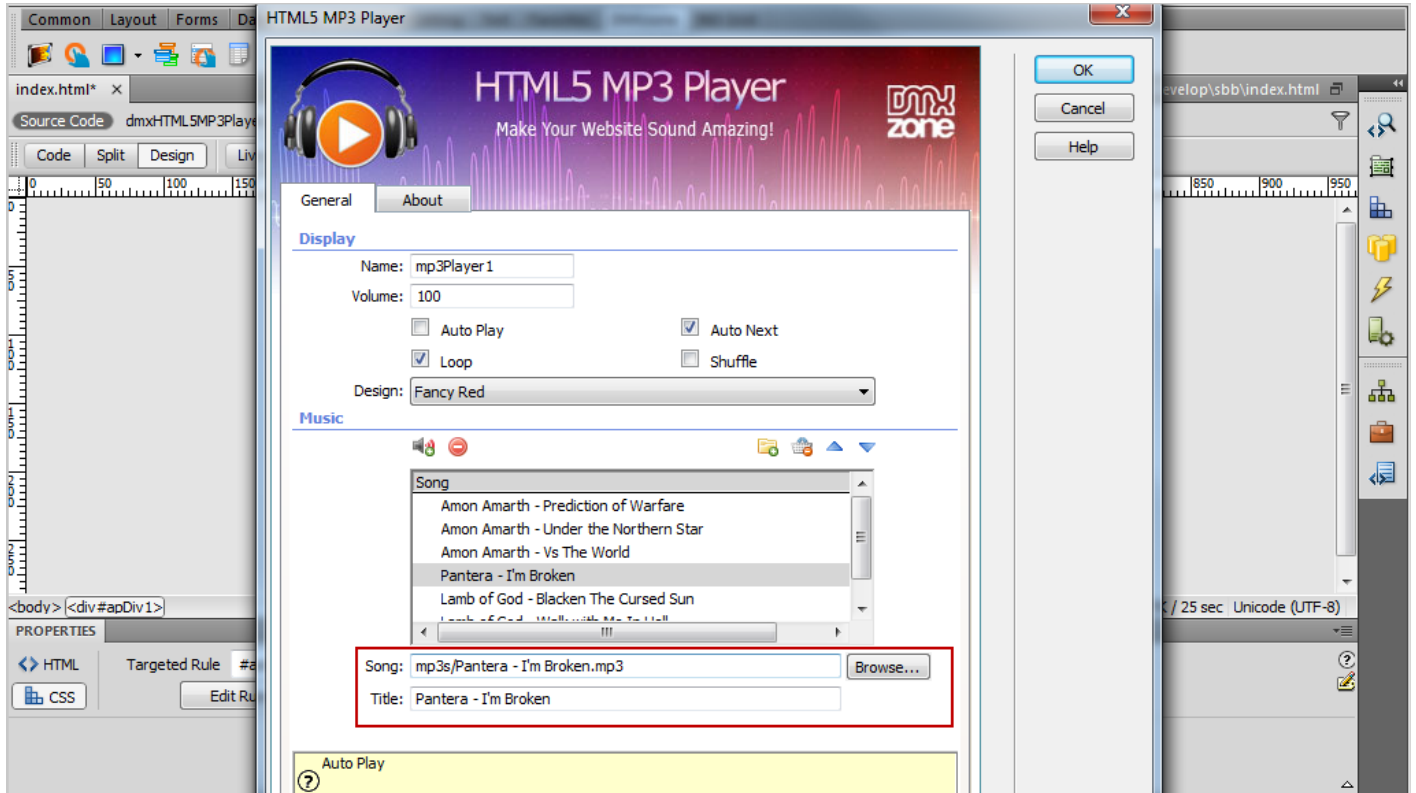 Common Layout Forms Da
HTML5 MP3 Player
index.html* ×
evelop\sbb\index.html
Source Code dmxHTML5MP3Playe
Code Split Design Liv
0 50 100 150
850 900 950
HTML5 MP3 Player
Make Your Website Sound Amazing!
DMX
zone
OK
Cancel
Help
General About
Display
Name: mp3Player1
Volume: 100
Auto Play Auto Next
Loop Shuffle
Design: Fancy Red
Music
Song
Amon Amarth - Prediction of Warfare
Amon Amarth - Under the Northern Star
Amon Amarth - Vs The World
Pantera - I'm Broken
Lamb of God - Blacken The Cursed Sun
Song: mp3s/Pantera - I'm Broken.mp3 Browse...
Title: Pantera - I'm Broken
Auto Play
<body> <div#apDiv1>
/ 25 sec Unicode (UTF-8)
PROPERTIES
<> HTML Targeted Rule #a
CSS Edit Ru